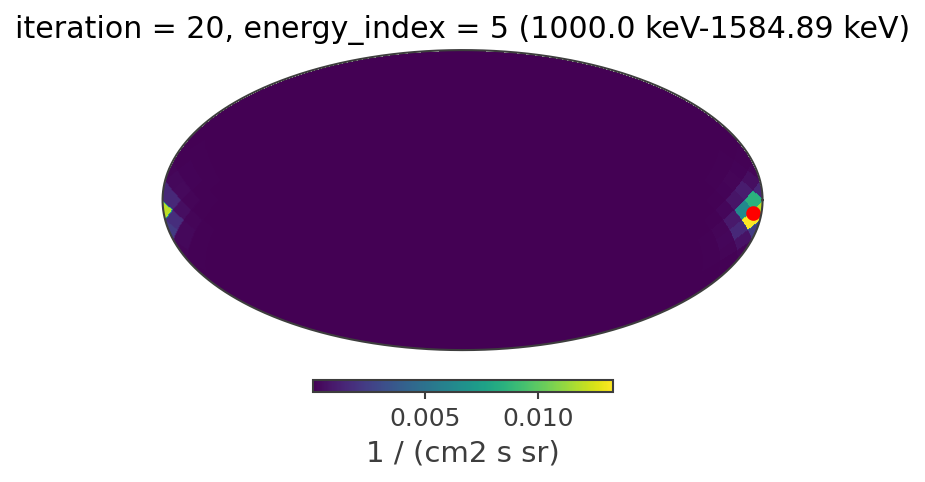 iteration = 20, energy_index = 5 (1000.0 keV-1584.89 keV)
0.005 0.010
1 / (cm2 s sr)